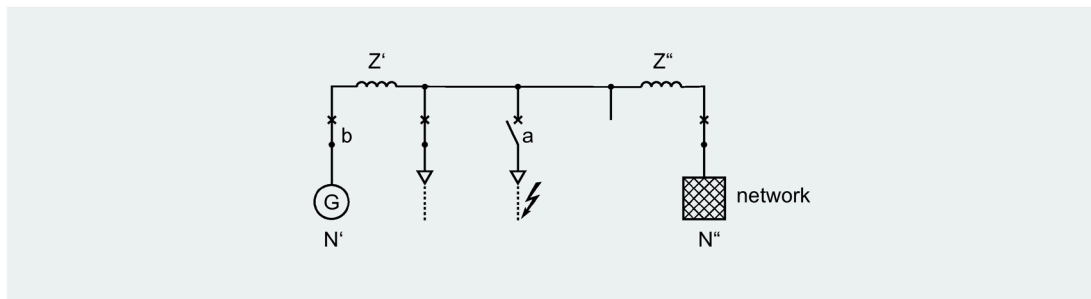 Z‘ Z“
b a
G network
N‘ N“